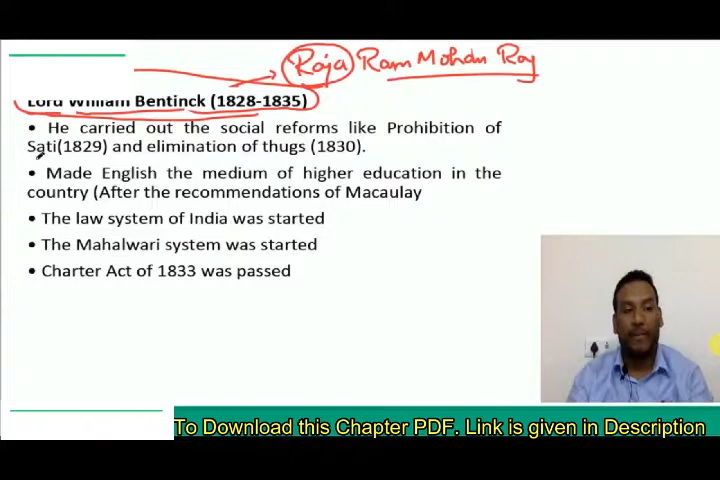 Raja Ram Mohan Roy
Lord William Bentinck (1828-1835)
• He carried out the social reforms like Prohibition of
Sati(1829) and elimination of thugs (1830).
• Made English the medium of higher education in the
country (After the recommendations of Macaulay
• The law system of India was started
• The Mahalwari system was started
• Charter Act of 1833 was passed
To Download this Chapter PDF. Link is given in Description